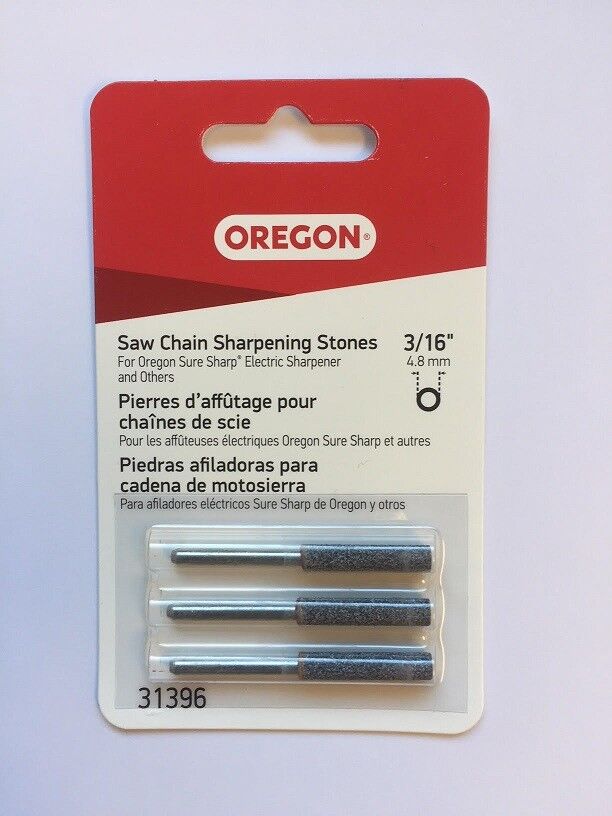 OREGON®
Saw Chain Sharpening Stones 3/16"
For Oregon Sure Sharp® Electric Sharpener 4.8 mm
and Others
Pierres d'affûtage pour
chaînes de scie
Pour les affûteuses électriques Oregon Sure Sharp et autres
Piedras afiladoras para
cadena de motosierra
Para afiladores eléctricos Sure Sharp de Oregon y otros
31396